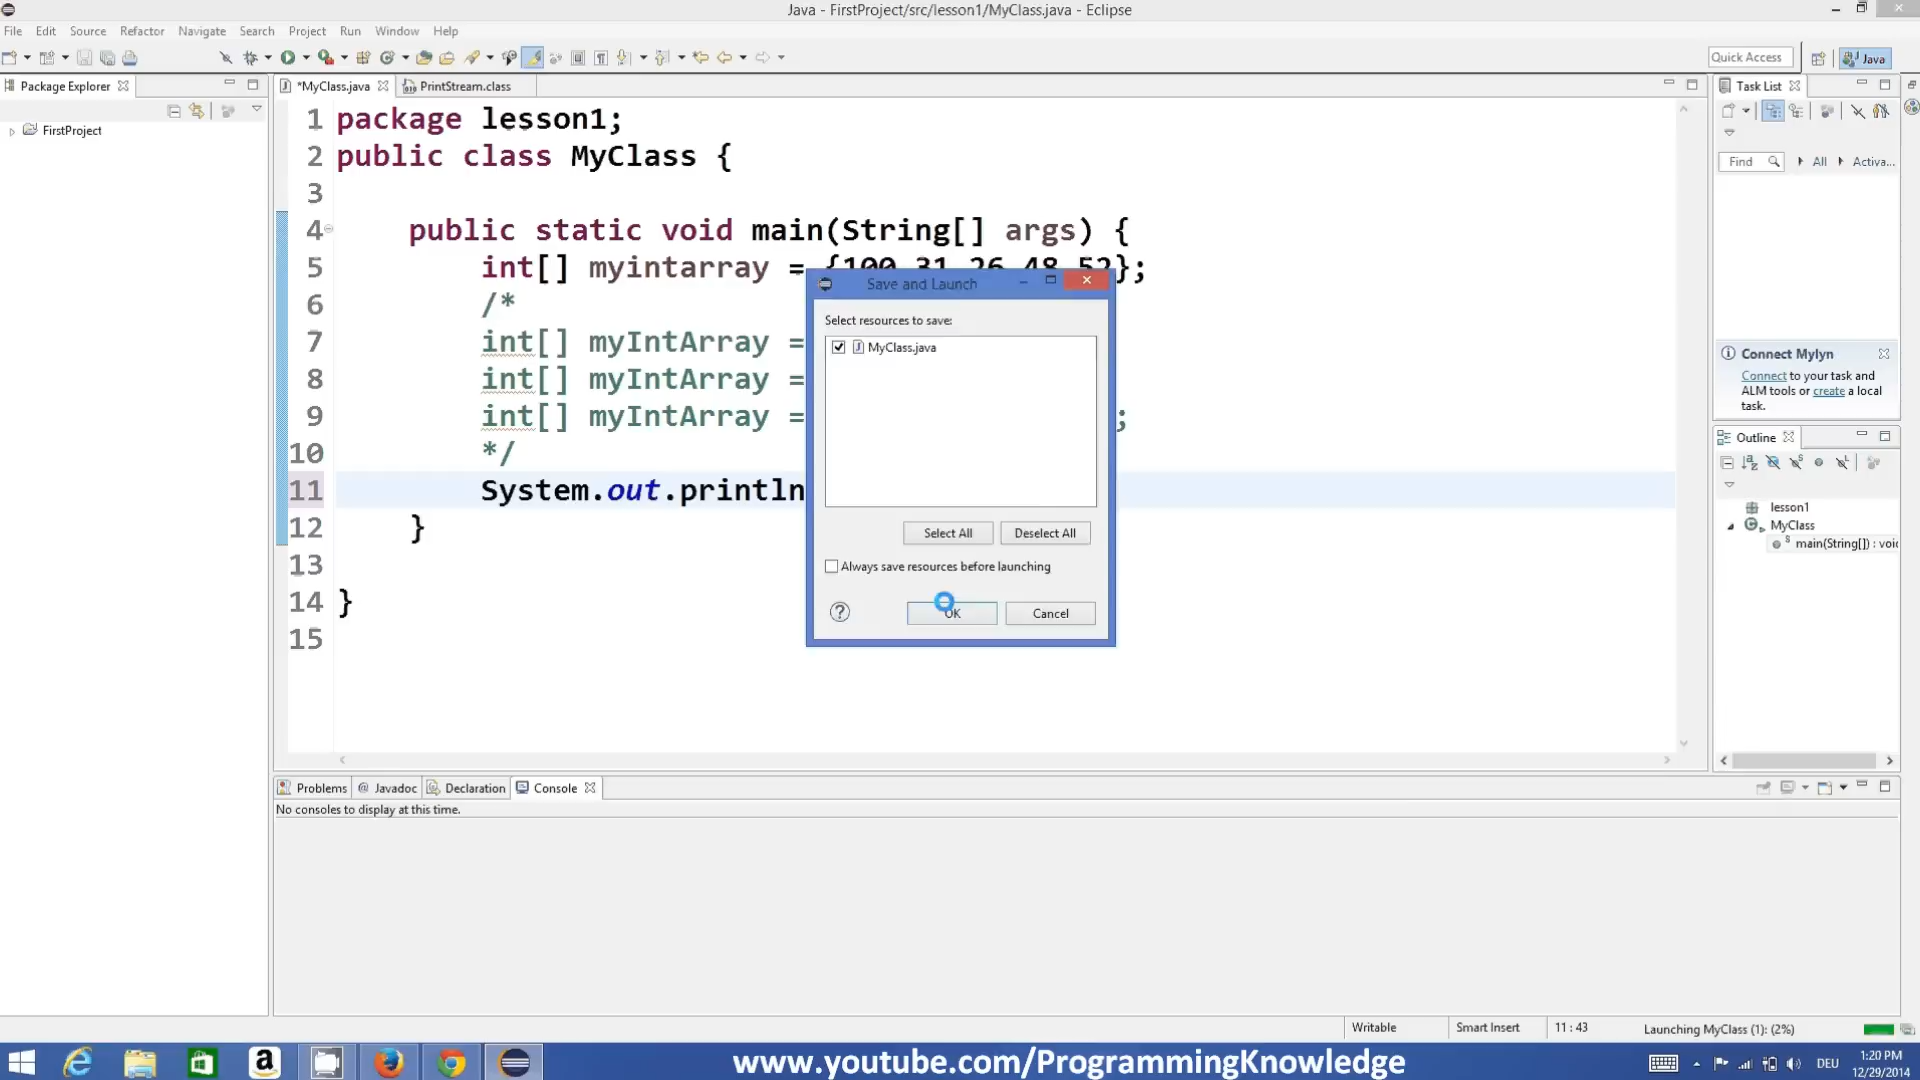 Java - FirstProject/src/lesson1/MyClass.java - Eclipse
File Edit Source Refactor Navigate Search Project Run Window Help
Quick Access Java
Package Explorer
*MyClass.java
PrintStream.class
Task List
FirstProject
Find All Activa...
1 package lesson1;
2 public class MyClass {
3
4 public static void main(String[] args) {
5 int[] myintarray = {100,31,26,48,52};
6 /*
7 int[] myIntArray =
8 int[] myIntArray =
9 int[] myIntArray = ;
10 */
11 System.out.println
12 }
13
14 }
15
Save and Launch
Select resources to save:
MyClass.java
Select All Deselect All
Always save resources before launching
OK Cancel
Connect Mylyn
Connect to your task and
ALM tools or create a local
task.
Outline
lesson1
MyClass
main(String[]) : void
Problems @ Javadoc Declaration Console
No consoles to display at this time.
Writable Smart Insert 11 : 43 Launching MyClass (1): (2%)
www.youtube.com/ProgrammingKnowledge
DEU
1:20 PM
12/29/2014